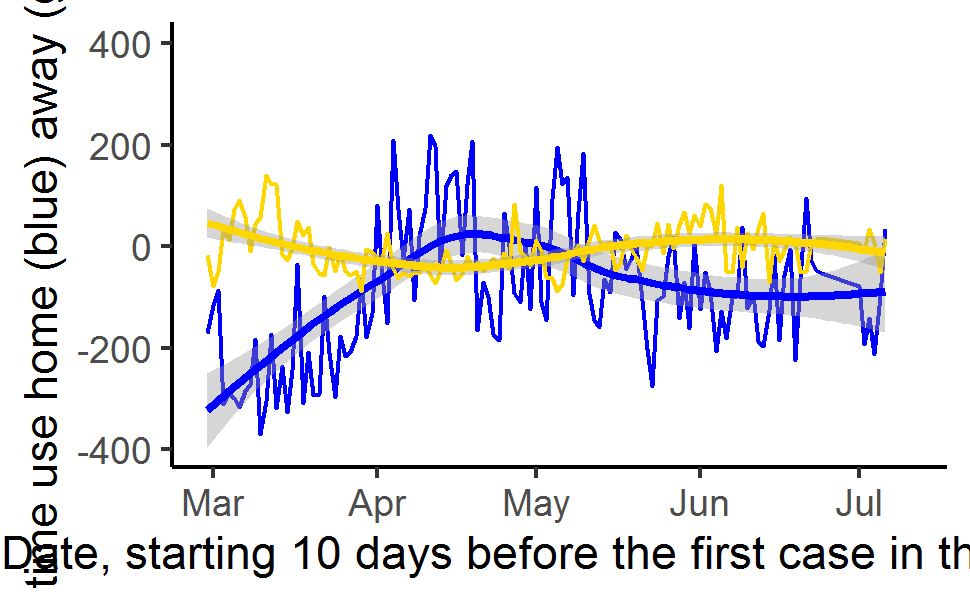 time use home (blue) away (g
400
200
0
-200
-400
Mar Apr May Jun Jul
Date, starting 10 days before the first case in th